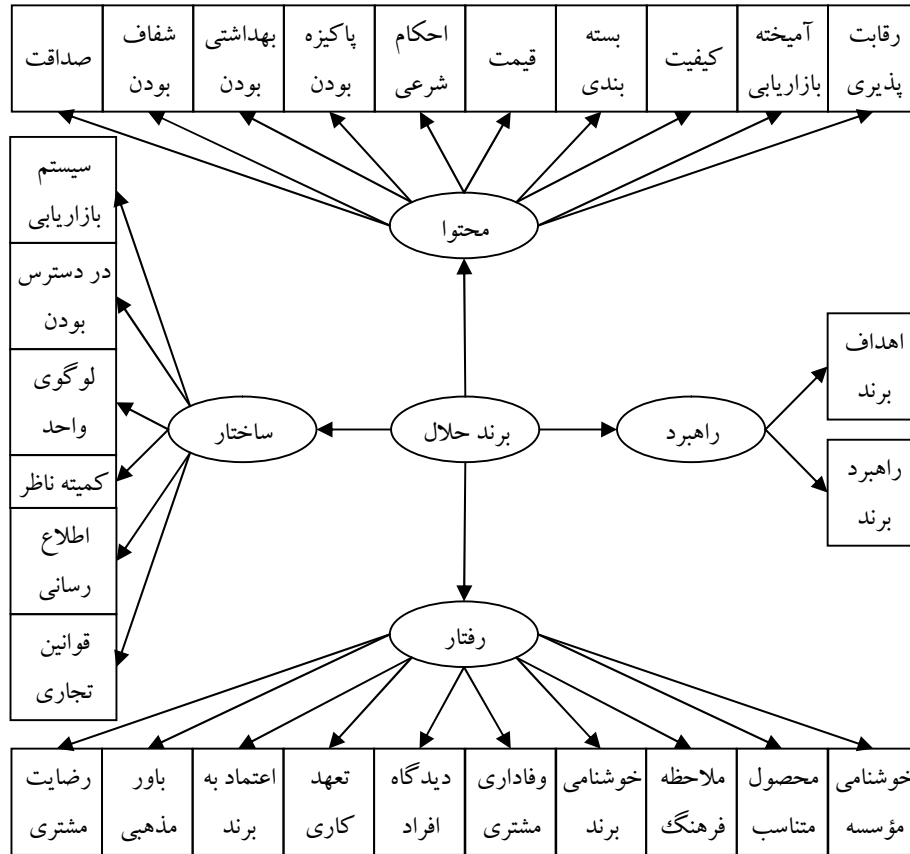 رقابت
پذیری
آمیخته
بازاریابی
کیفیت
بسته
بندی
قیمت
احکام
شرعی
پاکیزه
بودن
بهداشتی
بودن
شفاف
بودن
صداقت
محتوا
سیستم
بازاریابی
در دسترس
بودن
لوگوی
واحد
کمیته ناظر
اطلاع
رسانی
قوانین
تجاری
اهداف
برند
راهبرد
برند
راهبرد
برند حلال
ساختار
رفتار
خوشنامی
مؤسسه
محصول
متناسب
ملاحظه
فرهنگ
خوشنامی
برند
وفاداری
مشتری
دیدگاه
افراد
تعهد
کاری
اعتماد به
برند
باور
مذهبی
رضایت
مشتری